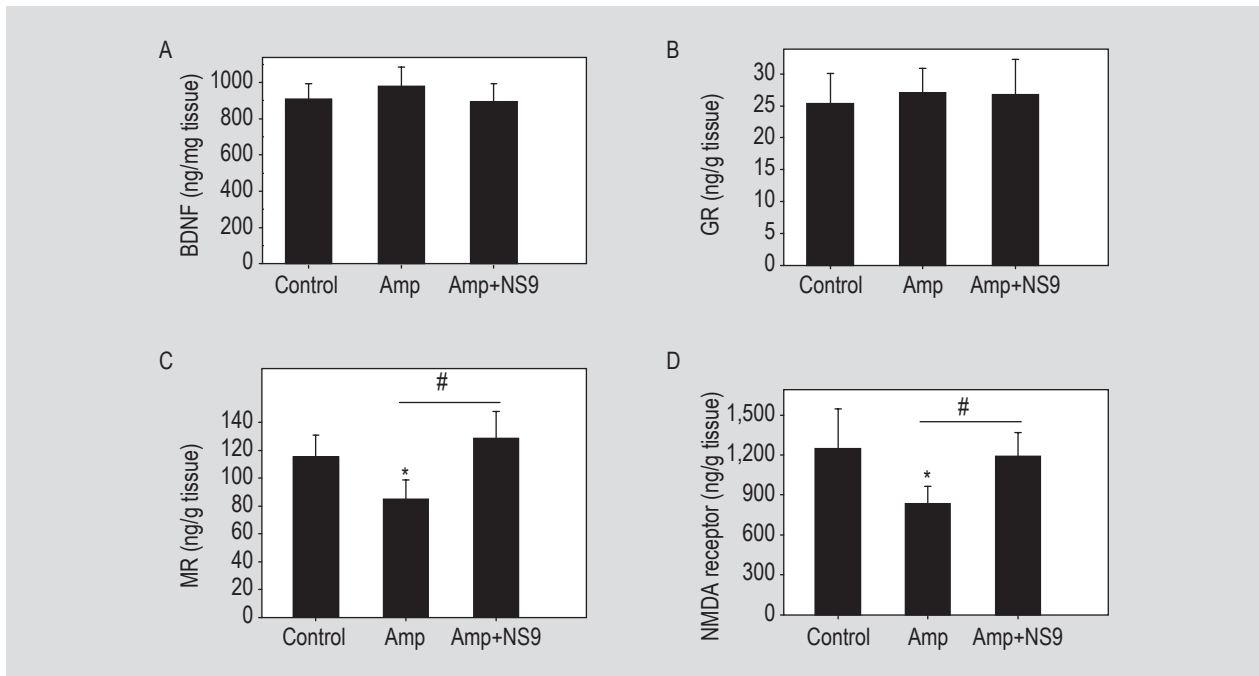 A
BDNF (ng/mg tissue)
1000
800
600
400
200
0
Control Amp Amp+NS9
B
GR (ng/g tissue)
30
25
20
15
10
5
0
Control Amp Amp+NS9
C
MR (ng/g tissue)
140
120
100
80
60
40
20
0
#
*
Control Amp Amp+NS9
D
NMDA receptor (ng/g tissue)
1,500
1,200
900
600
300
0
#
*
Control Amp Amp+NS9